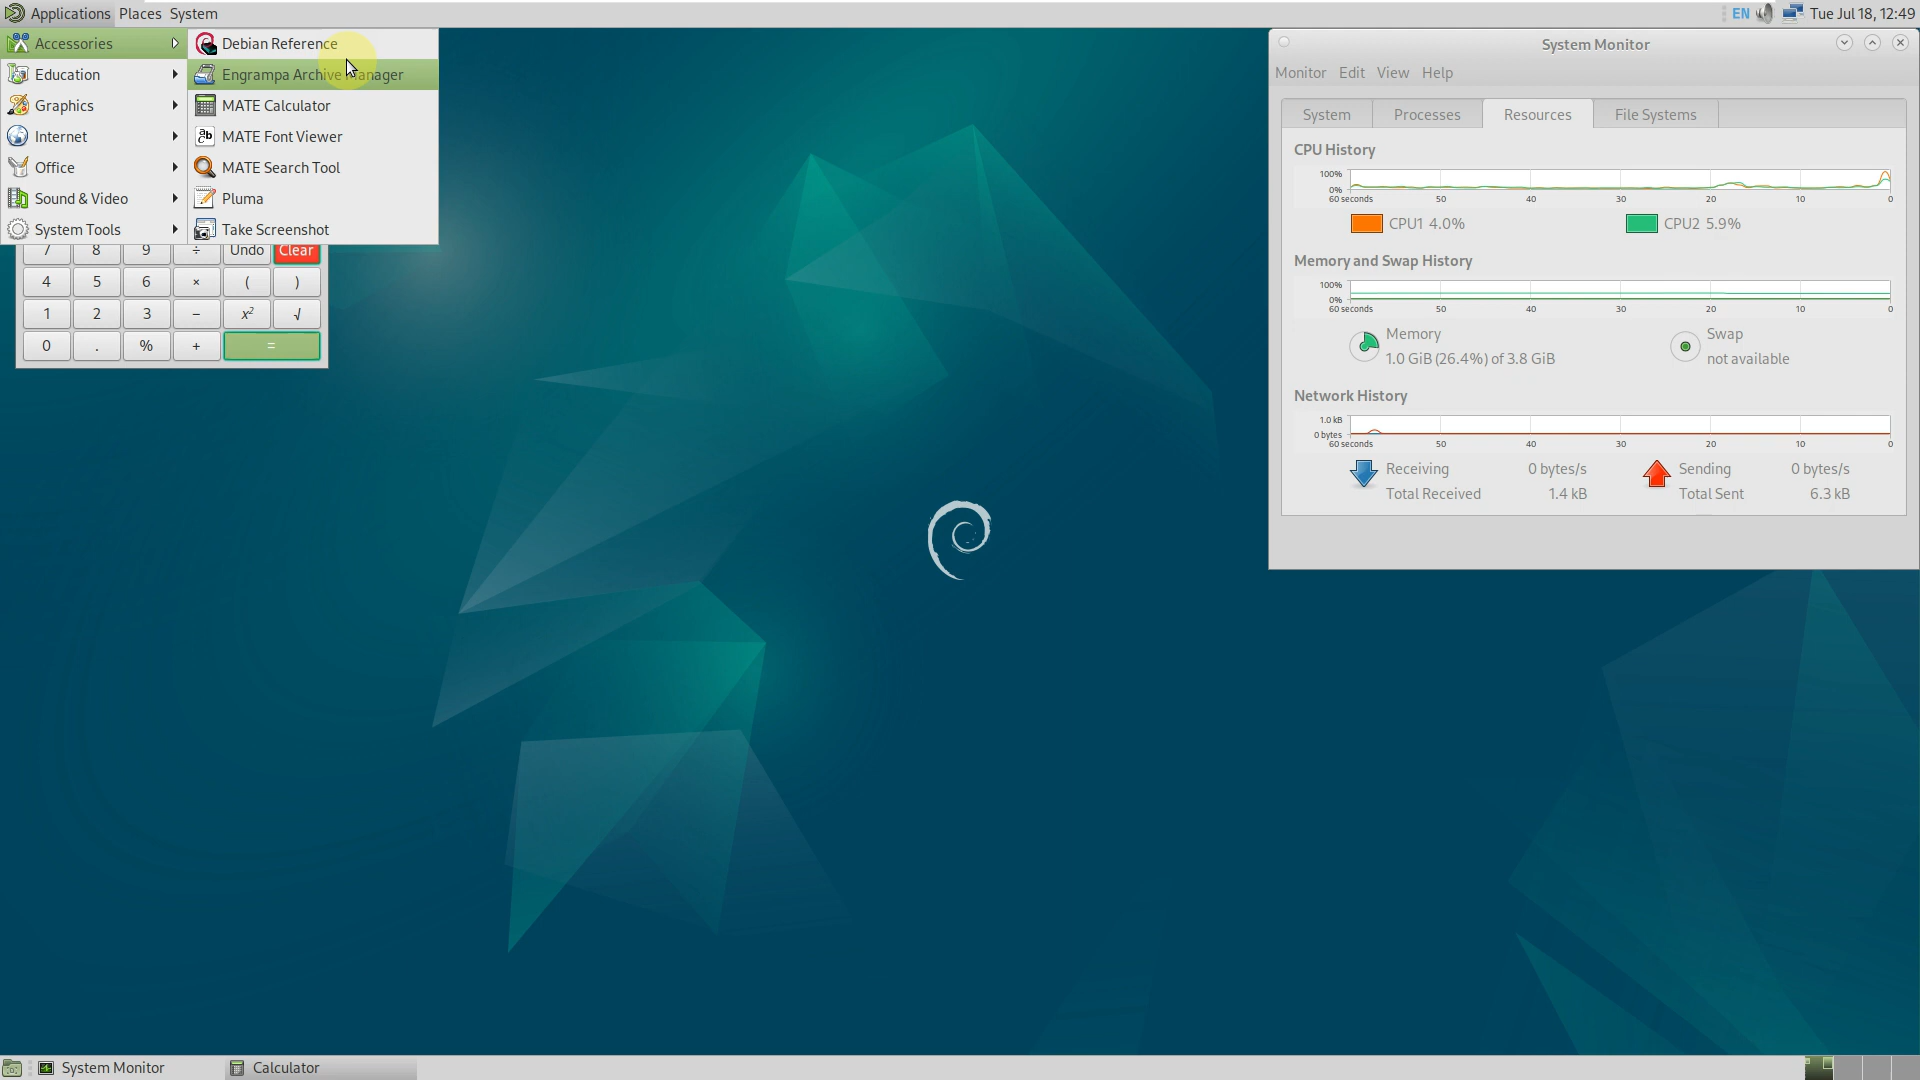 Applications Places System
EN Tue Jul 18, 12:49
Accessories
Education
Graphics
Internet
Office
Sound & Video
System Tools
Debian Reference
Engrampa Archive Manager
MATE Calculator
MATE Font Viewer
MATE Search Tool
Pluma
Take Screenshot
7 8 9 ÷ Undo Clear
4 5 6 × ( )
1 2 3 − x² √
0 . % + =
System Monitor
Monitor Edit View Help
System Processes Resources File Systems
CPU History
100%
0%
60 seconds 50 40 30 20 10 0
CPU1 4.0% CPU2 5.9%
Memory and Swap History
100%
0%
60 seconds 50 40 30 20 10 0
Memory
1.0 GiB (26.4%) of 3.8 GiB
Swap
not available
Network History
1.0 kB
0 bytes
60 seconds 50 40 30 20 10 0
Receiving 0 bytes/s Sending 0 bytes/s
Total Received 1.4 kB Total Sent 6.3 kB
System Monitor Calculator